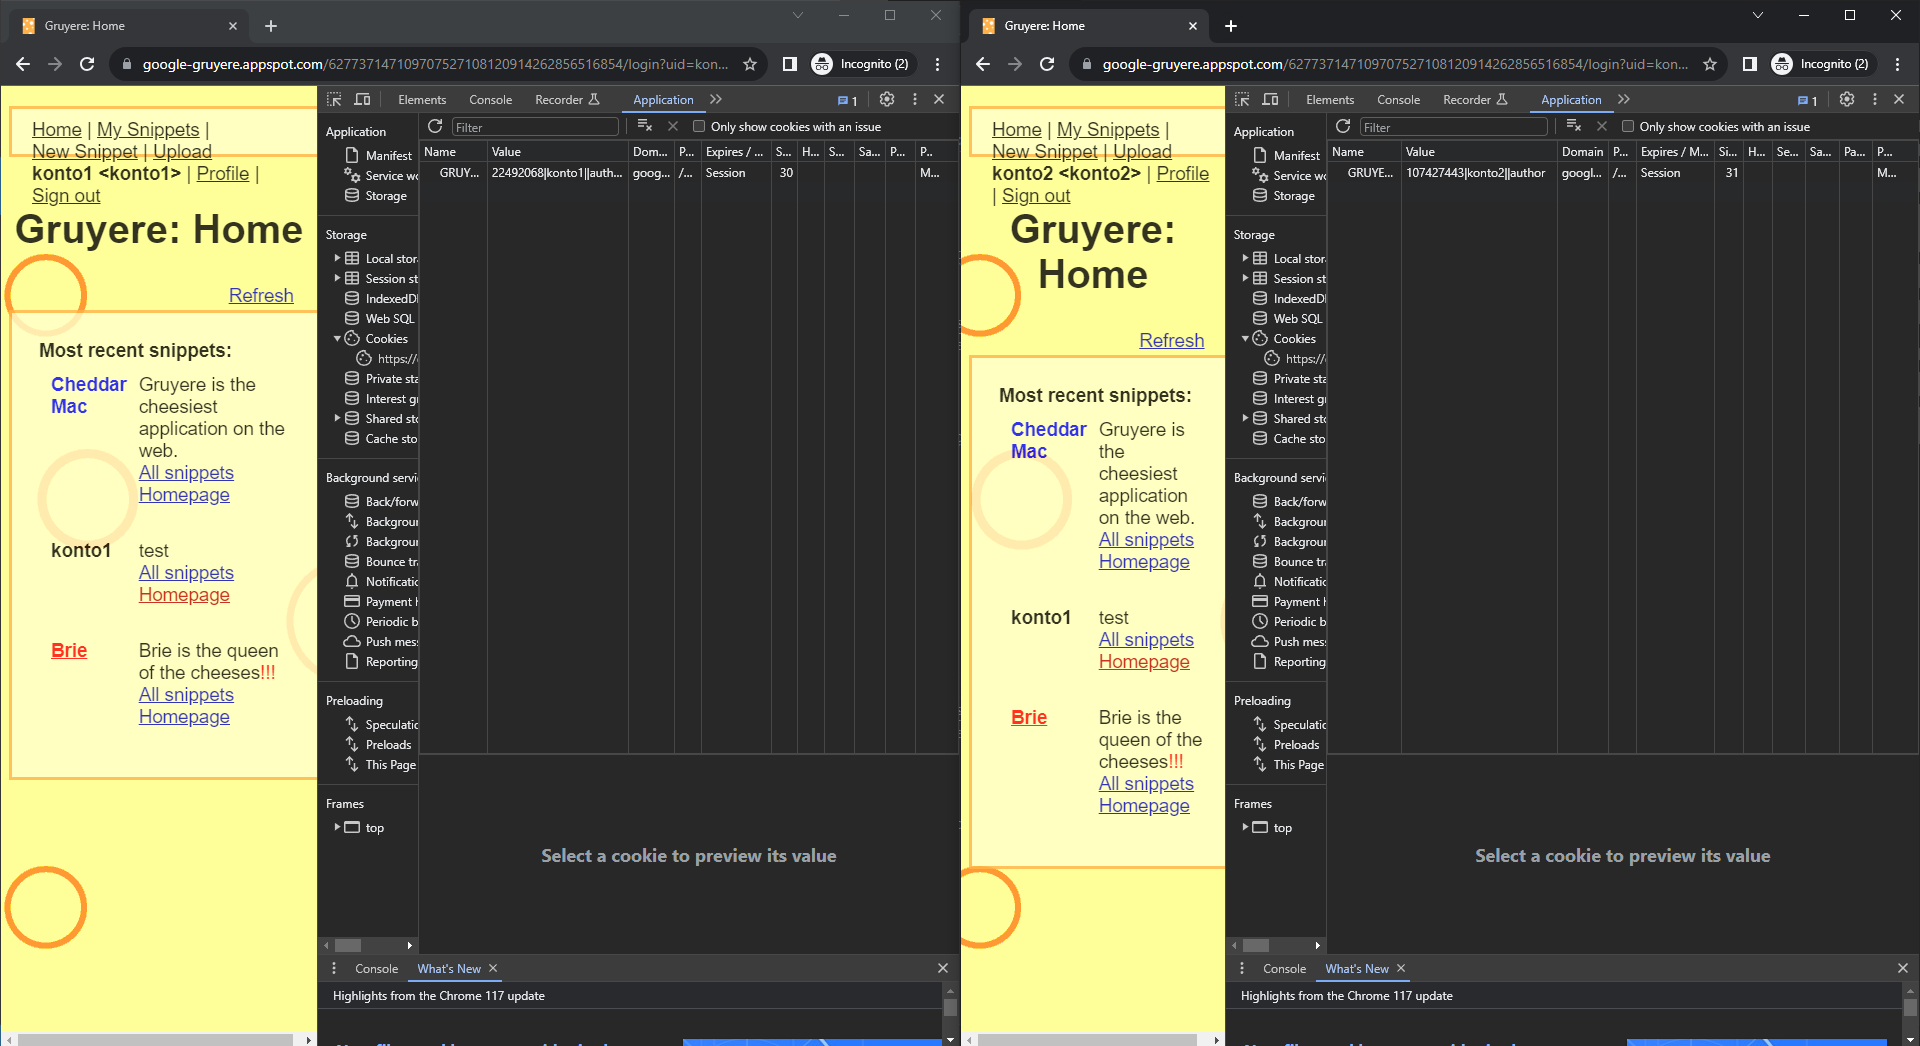 Gruyere: Home
google-gruyere.appspot.com/627737147109707527108120914262856516854/login?uid=kon...
Incognito (2)
Home | My Snippets |
New Snippet | Upload
konto1 <konto1> | Profile |
Sign out
Gruyere: Home
Refresh
Most recent snippets:
Cheddar Mac
Gruyere is the
cheesiest
application on the
web.
All snippets
Homepage
konto1
test
All snippets
Homepage
Brie
Brie is the queen
of the cheeses!!!
All snippets
Homepage
Elements Console Recorder Application 1
Application
Manifest
Service wo
Storage
Storage
Local stor
Session st
IndexedD
Web SQL
Cookies
https://
Private sta
Interest g
Shared sto
Cache sto
Background servi
Back/forw
Backgrour
Backgrour
Bounce tr
Notificatio
Payment h
Periodic b
Push mess
Reporting
Preloading
Speculatio
Preloads
This Page
Frames
top
Filter Only show cookies with an issue
Name Value Dom... P... Expires / ... S... H... S... Sa... P... P..
GRUY... 22492068|konto1||auth... goog... /... Session 30 M...
Select a cookie to preview its value
Console What's New
Highlights from the Chrome 117 update
Gruyere: Home
google-gruyere.appspot.com/627737147109707527108120914262856516854/login?uid=kon...
Incognito (2)
Home | My Snippets |
New Snippet | Upload
konto2 <konto2> | Profile
| Sign out
Gruyere:
Home
Refresh
Most recent snippets:
Cheddar Mac
Gruyere is
the
cheesiest
application
on the web.
All snippets
Homepage
konto1
test
All snippets
Homepage
Brie
Brie is the
queen of the
cheeses!!!
All snippets
Homepage
Elements Console Recorder Application 1
Application
Manifest
Service wo
Storage
Storage
Local stor
Session st
IndexedD
Web SQL
Cookies
https://
Private sta
Interest g
Shared sto
Cache sto
Background servi
Back/forw
Backgrour
Backgrour
Bounce tr
Notificatio
Payment h
Periodic b
Push mess
Reporting
Preloading
Speculatio
Preloads
This Page
Frames
top
Filter Only show cookies with an issue
Name Value Domain P... Expires / M... Si... H... Se... Sa... Pa... P...
GRUYE... 107427443|konto2||author googl... /... Session 31 M...
Select a cookie to preview its value
Console What's New
Highlights from the Chrome 117 update